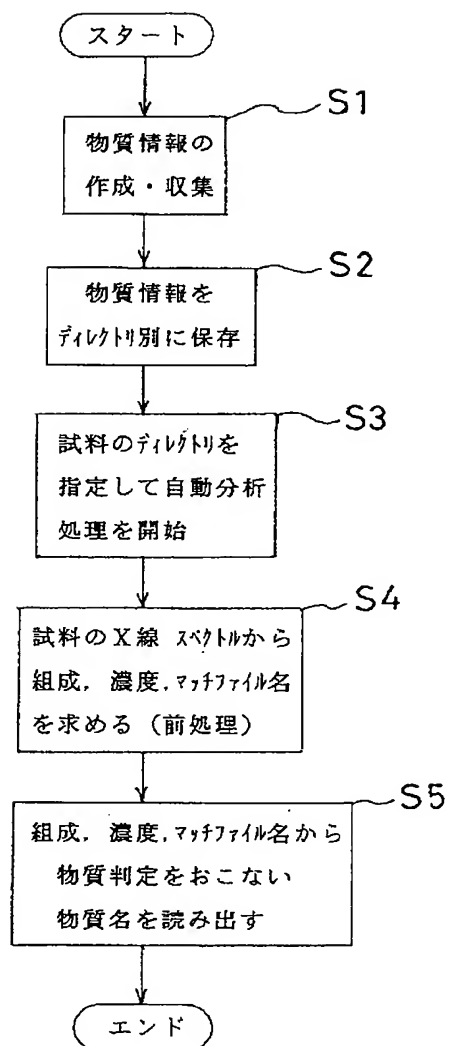 スタート
S1
物質情報の
作成・収集
S2
物質情報を
ディレクトリ別に保存
S3
試料のディレクトリを
指定して自動分析
処理を開始
S4
試料のX線 スペクトルから
組成, 濃度,マッチファイル名
を求める (前処理)
S5
組成, 濃度,マッチファイル名から
物質判定をおこない
物質名を読み出す
エンド